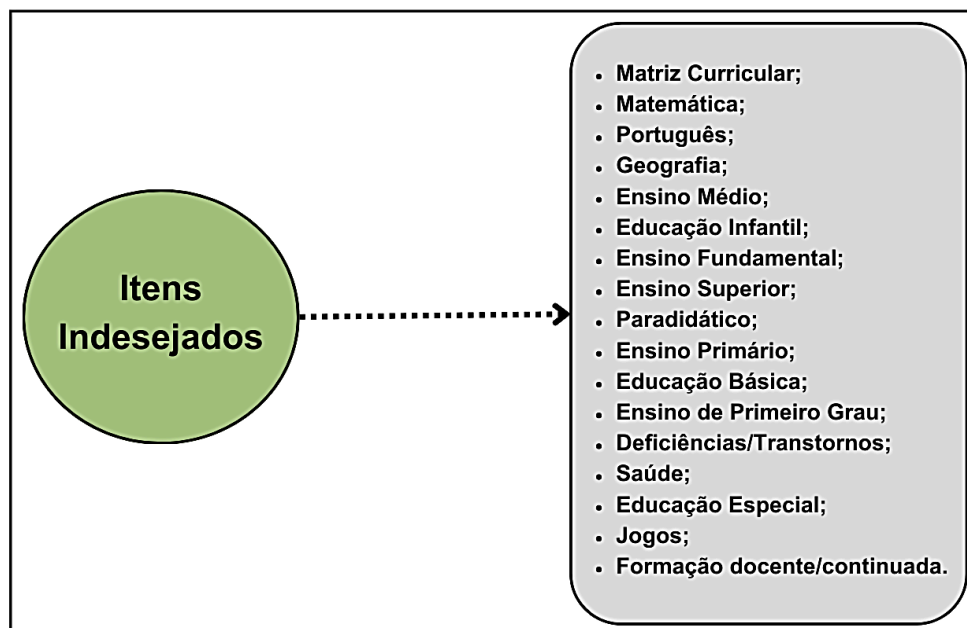 Itens
Indesejados
• Matriz Curricular;
• Matemática;
• Português;
• Geografia;
• Ensino Médio;
• Educação Infantil;
• Ensino Fundamental;
• Ensino Superior;
• Paradidático;
• Ensino Primário;
• Educação Básica;
• Ensino de Primeiro Grau;
• Deficiências/Transtornos;
• Saúde;
• Educação Especial;
• Jogos;
• Formação docente/continuada.